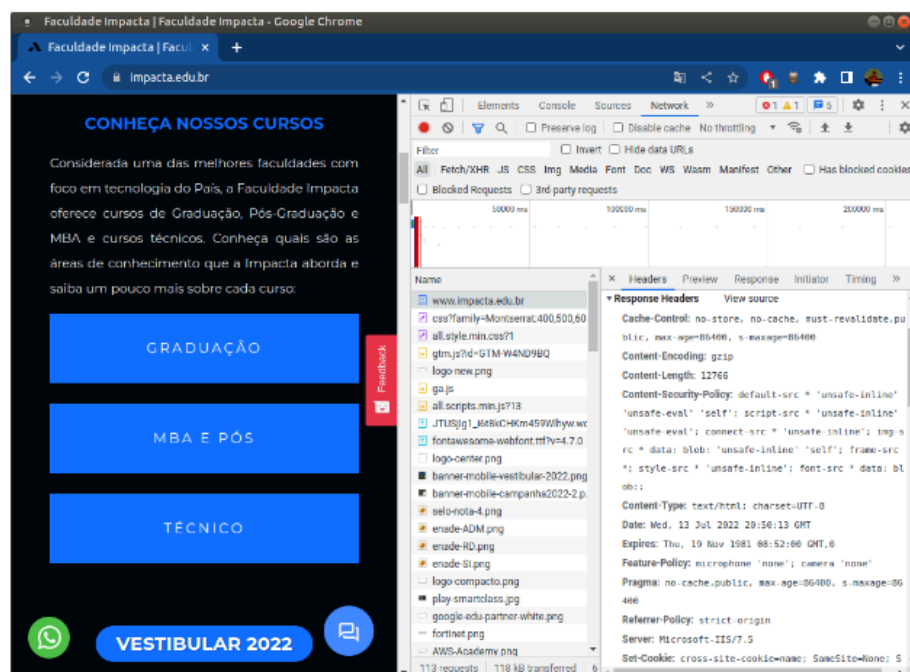 Faculdade Impacta | Faculdade Impacta - Google Chrome
Faculdade Impacta | Facul
impacta.edu.br
CONHEÇA NOSSOS CURSOS
Considerada uma das melhores faculdades com
foco em tecnologia do País, a Faculdade Impacta
oferece cursos de Graduação, Pós-Graduação e
MBA e cursos técnicos. Conheça quais são as
áreas de conhecimento que a Impacta aborda e
saiba um pouco mais sobre cada curso:
GRADUAÇÃO
MBA E PÓS
TÉCNICO
VESTIBULAR 2022
Feedback
Elements Console Sources Network
1 1 5
Preserve log Disable cache No throttling
Filter Invert Hide data URLs
All Fetch/XHR JS CSS Img Media Font Doc WS Wasm Manifest Other Has blocked cookies
Blocked Requests 3rd party requests
50000 ms 100000 ms 150000 ms 200000 ms
Name
www.impacta.edu.br
css?family=Montserrat:400,500,60
all.style.min.css?1
gtm.js?id=GTM-W4ND9BQ
logo-new.png
ga.js
all.scripts.min.js?13
fontawesome-webfont.ttf?v=4.7.0
logo-center.png
banner-mobile-vestibular-2022.png
banner-mobile-campanha2022-2.p
selo-nota-4.png
enade-ADM.png
enade-RD.png
enade-SI.png
logo-compacto.png
play-smartclass.jpg
google-edu-partner-white.png
fortinet.png
AWS-Academy.png
113 requests 118 kB transferred 6
Headers Preview Response Initiator Timing
Response Headers View source
Cache-Control: no-store, no-cache, must-revalidate,pu
blic, max-age=86400, s-maxage=86400
Content-Encoding: gzip
Content-Length: 12766
Content-Security-Policy: default-src * 'unsafe-inline'
'unsafe-eval' 'self'; script-src * 'unsafe-inline'
'unsafe-eval'; connect-src * 'unsafe-inline'; img-s
rc * data: blob: 'unsafe-inline' 'self'; frame-src
*; style-src * 'unsafe-inline'; font-src * data: bl
ob:;
Content-Type: text/html; charset=UTF-8
Date: Wed, 13 Jul 2022 20:50:13 GMT
Expires: Thu, 19 Nov 1981 08:52:00 GMT,0
Feature-Policy: microphone 'none'; camera 'none'
Pragma: no-cache,public, max-age=86400, s-maxage=86
400
Referrer-Policy: strict-origin
Server: Microsoft-IIS/7.5
Set-Cookie: cross-site-cookie=name; SameSite=None; S